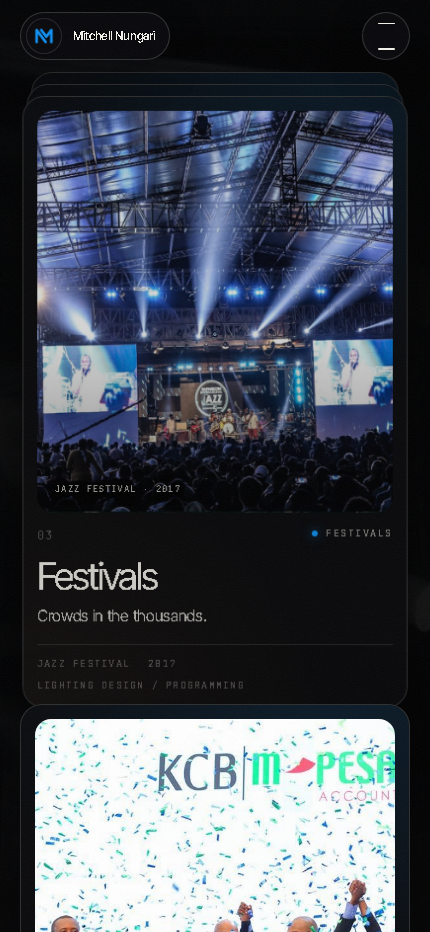 Mitchell Nungari
JAZZ
JAZZ FESTIVAL · 2017
03
FESTIVALS
Festivals
Crowds in the thousands.
JAZZ FESTIVAL 2017
LIGHTING DESIGN / PROGRAMMING
KCB M-PESA
ACCOUNT